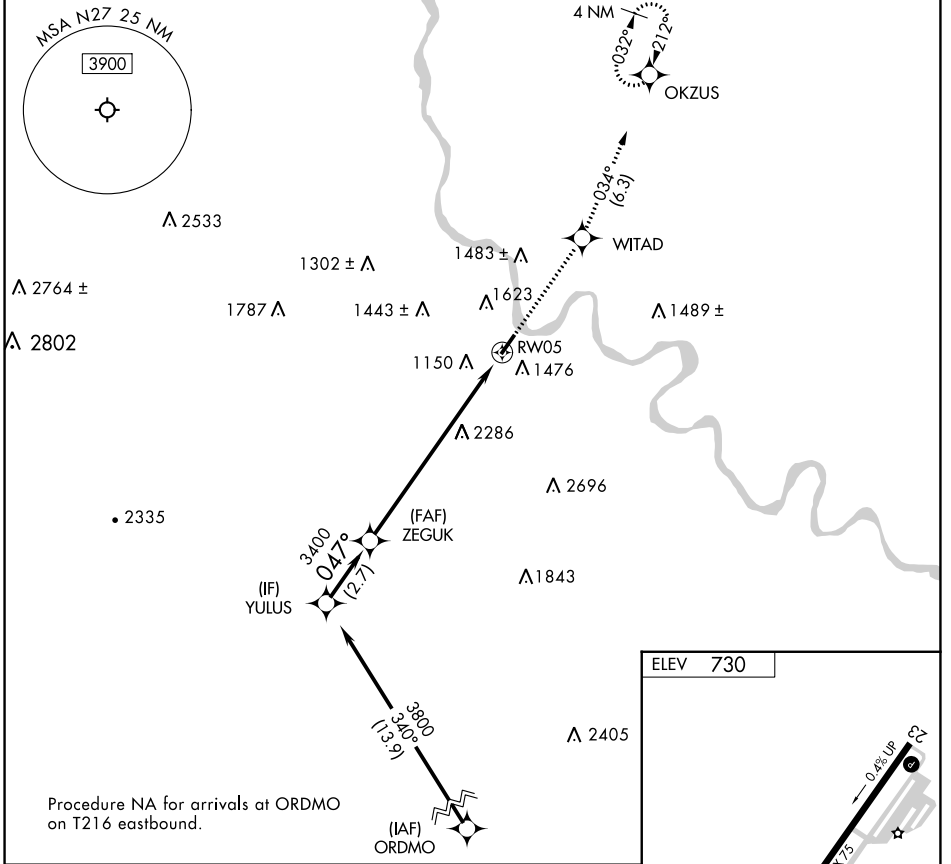 MSA N27 25 NM
3900
4 NM
032°
212°
OKZUS
034°
(6.3)
WITAD
2533
1302 ±
1483 ±
2764 ±
1787
1443 ±
1623
1489 ±
2802
RW05
1150
1476
2286
2696
2335
(FAF)
ZEGUK
3400
047°
(2.7)
1843
(IF)
YULUS
3800
340°
(13.9)
2405
ELEV 730
23
0.4% UP
X 75
Procedure NA for arrivals at ORDMO
on T216 eastbound.
(IAF)
ORDMO